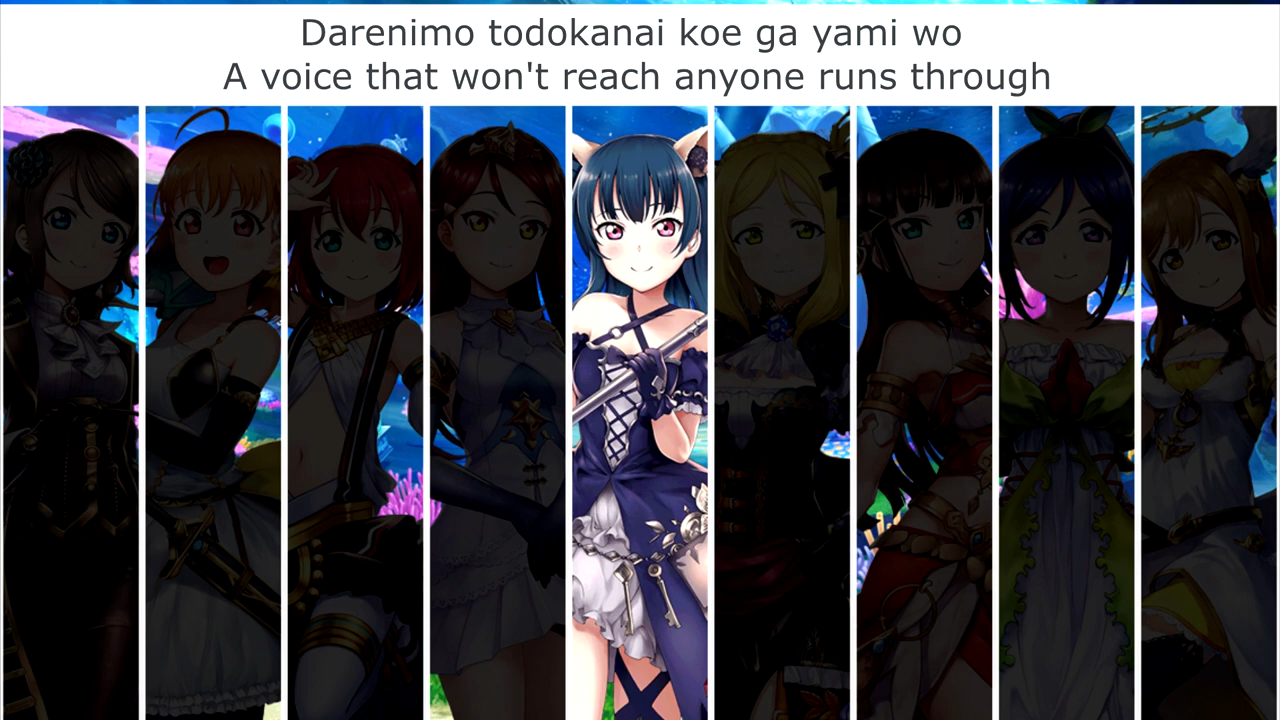 Darenimo todokanai koe ga yami wo
A voice that won't reach anyone runs through